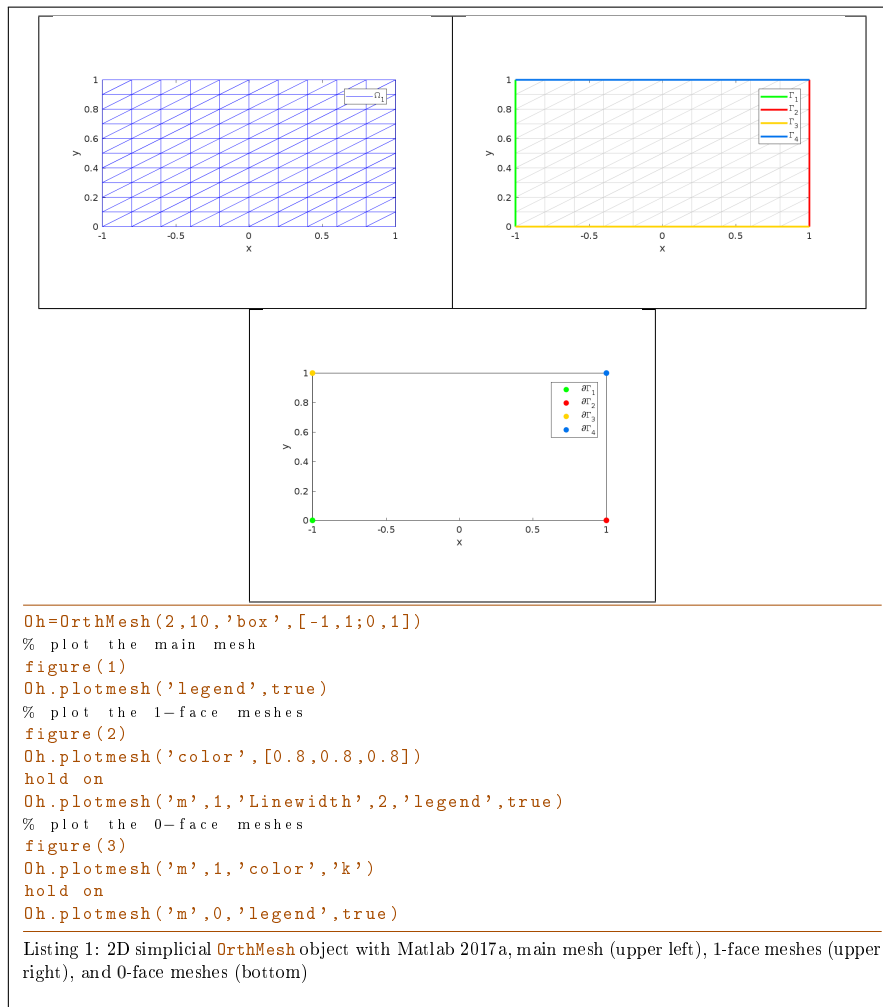 1
0.8
0.6
0.4
0.2
0
y
-1
-0.5
0
0.5
1
x
Ω1
1
0.8
0.6
0.4
0.2
0
y
-1
-0.5
0
0.5
1
x
Γ1
Γ2
Γ3
Γ4
1
0.8
0.6
0.4
0.2
0
y
-1
-0.5
0
0.5
1
x
∂Γ1
∂Γ2
∂Γ3
∂Γ4
Oh=OrthMesh(2,10,'box',[-1,1;0,1])
% plot the main mesh
figure(1)
Oh.plotmesh('legend',true)
% plot the 1-face meshes
figure(2)
Oh.plotmesh('color',[0.8,0.8,0.8])
hold on
Oh.plotmesh('m',1,'Linewidth',2,'legend',true)
% plot the 0-face meshes
figure(3)
Oh.plotmesh('m',1,'color','k')
hold on
Oh.plotmesh('m',0,'legend',true)
Listing 1: 2D simplicial OrthMesh object with Matlab 2017a, main mesh (upper left), 1-face meshes (upper
right), and 0-face meshes (bottom)